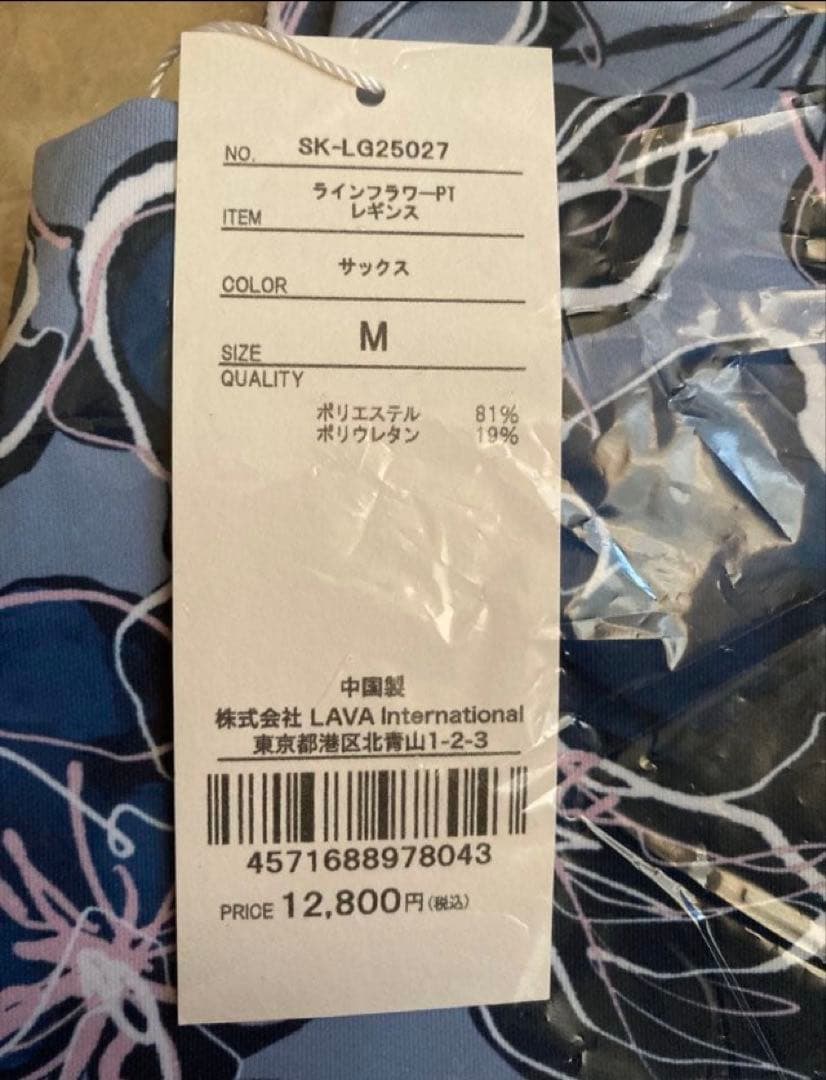 NO. SK-LG25027
ラインフラワーPT
レギンス
ITEM
サックス
COLOR
M
SIZE
QUALITY
ポリエステル 81%
ポリウレタン 19%
中国製
株式会社 LAVA International
東京都港区北青山1-2-3
4571688978043
PRICE 12,800円(税込)